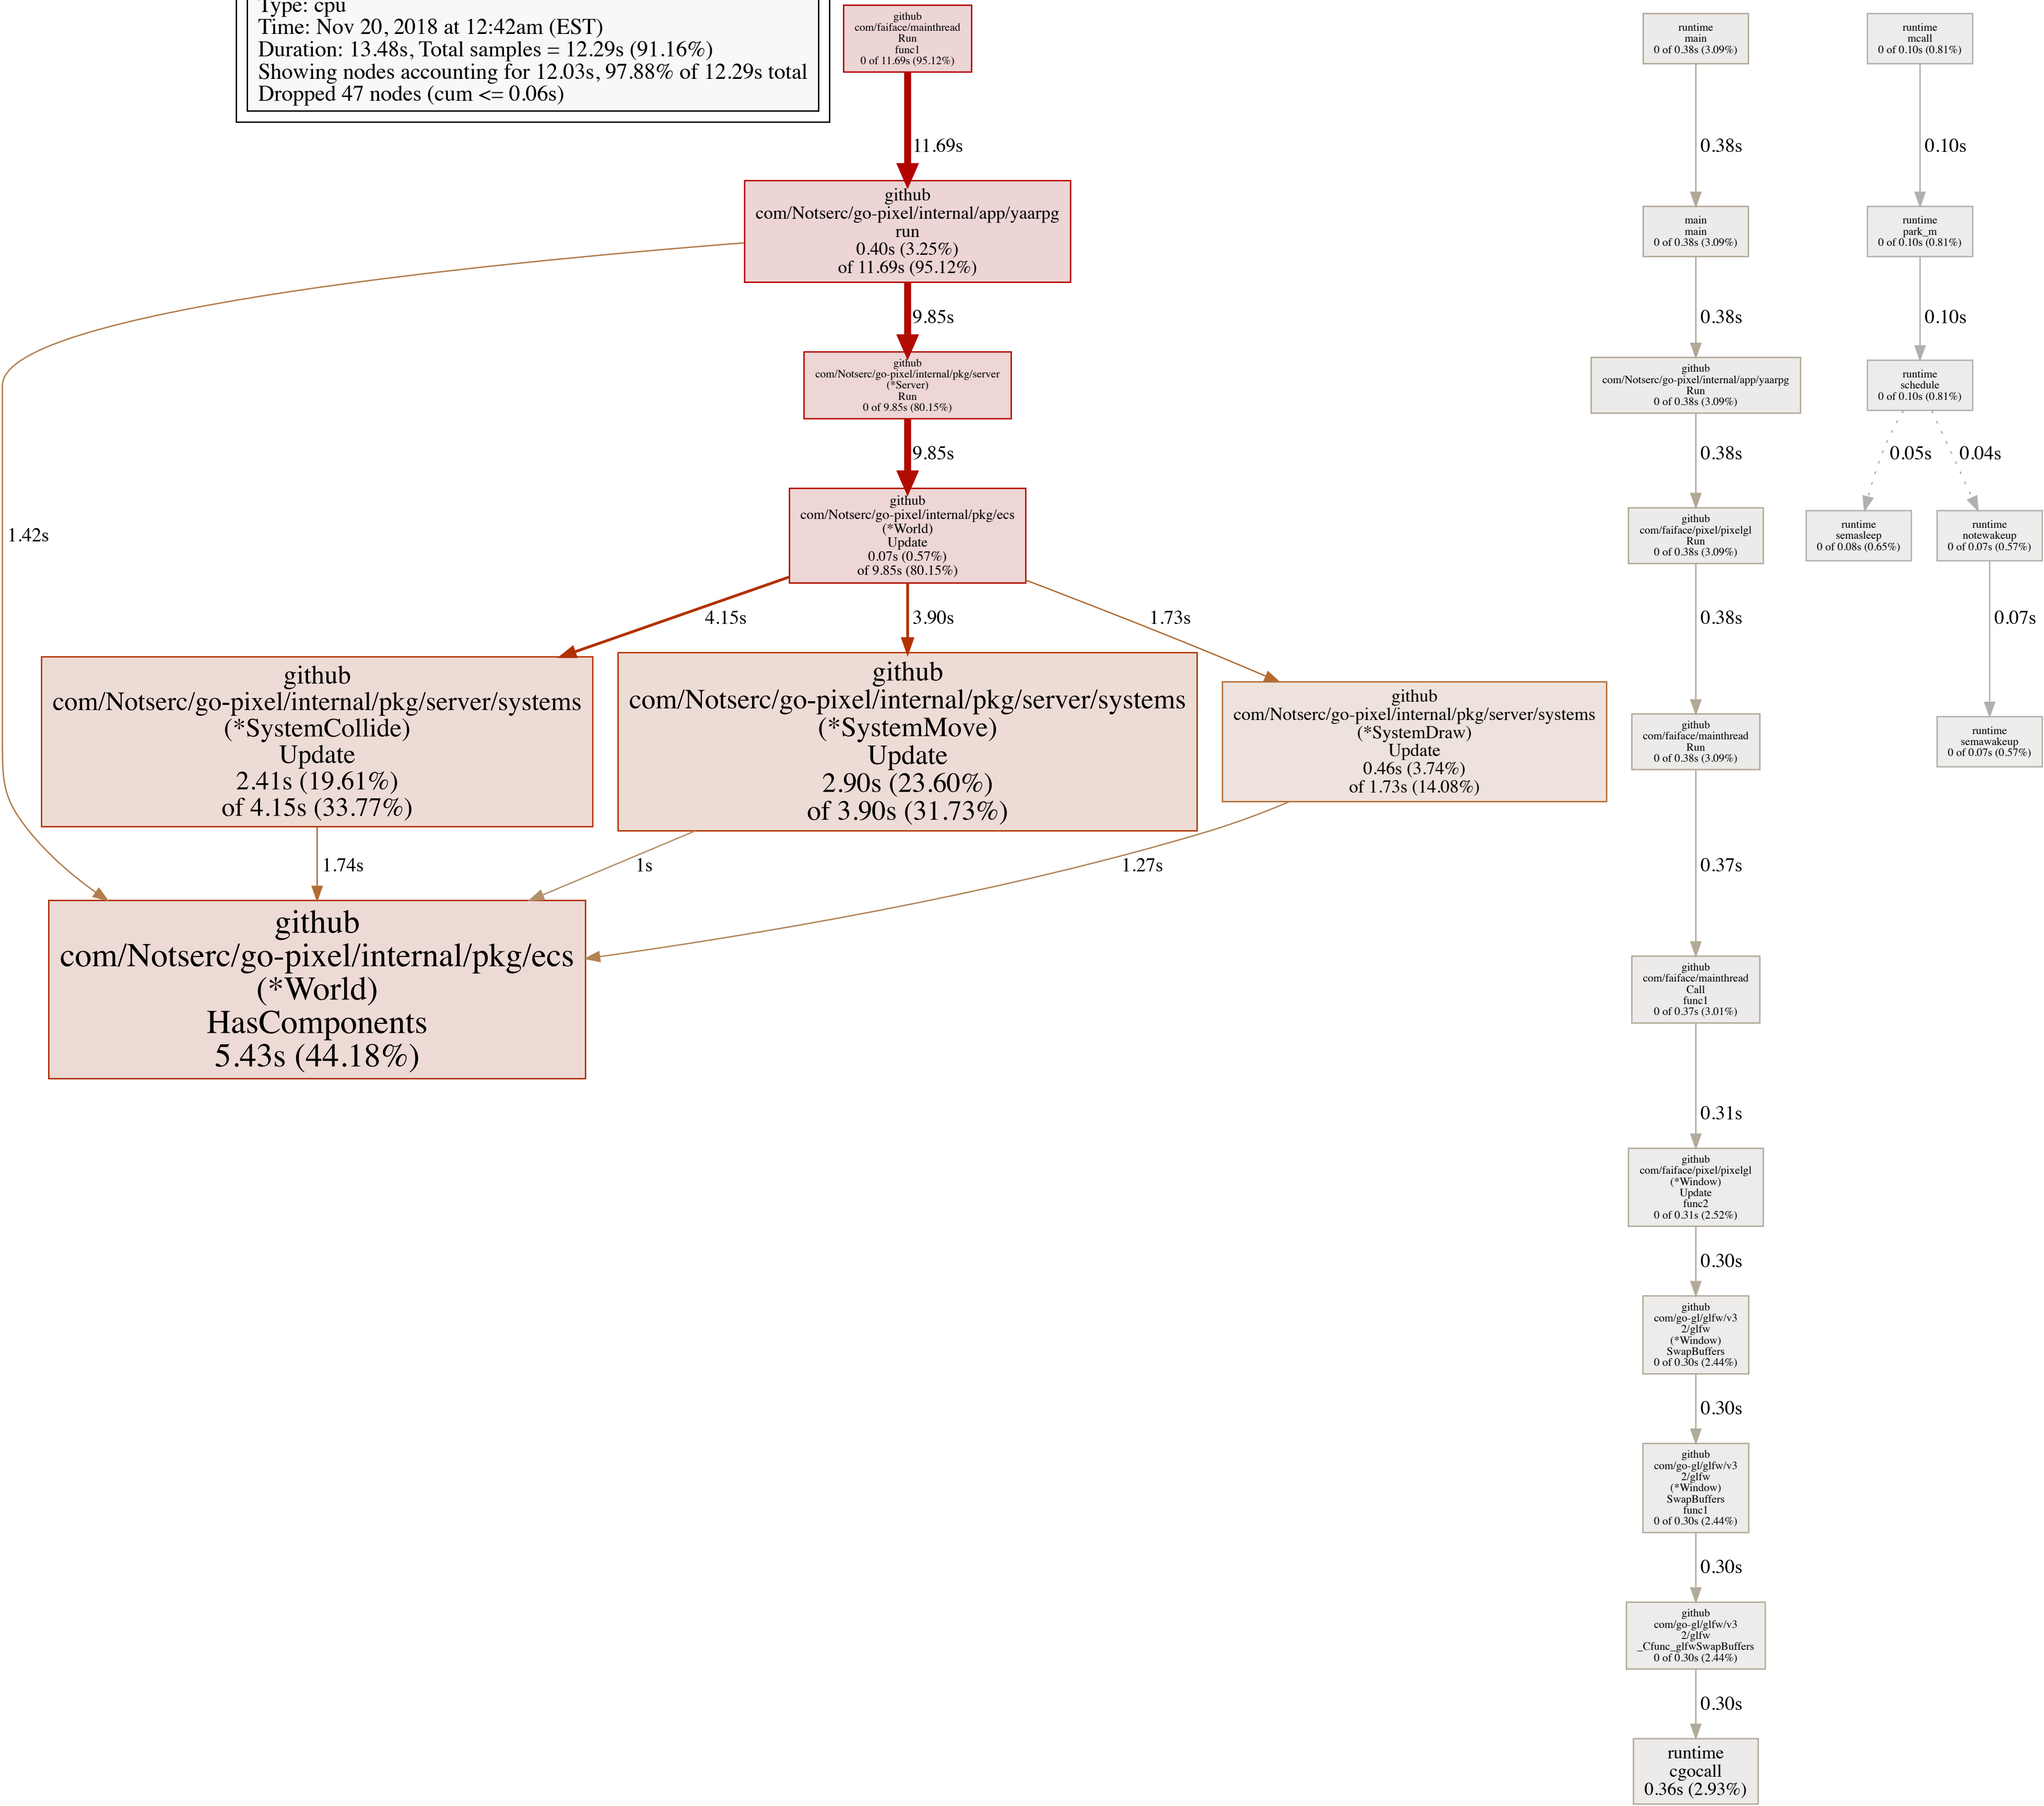 Type: cpu
Time: Nov 20, 2018 at 12:42am (EST)
Duration: 13.48s, Total samples = 12.29s (91.16%)
Showing nodes accounting for 12.03s, 97.88% of 12.29s total
Dropped 47 nodes (cum <= 0.06s)
github
com/faiface/mainthread
Run
func1
0 of 11.69s (95.12%)
11.69s
github
com/Notserc/go-pixel/internal/app/yaarpg
run
0.40s (3.25%)
of 11.69s (95.12%)
9.85s
github
com/Notserc/go-pixel/internal/pkg/server
(*Server)
Run
0 of 9.85s (80.15%)
9.85s
github
com/Notserc/go-pixel/internal/pkg/ecs
(*World)
Update
0.07s (0.57%)
of 9.85s (80.15%)
1.42s
4.15s
3.90s
1.73s
github
com/Notserc/go-pixel/internal/pkg/server/systems
(*SystemCollide)
Update
2.41s (19.61%)
of 4.15s (33.77%)
github
com/Notserc/go-pixel/internal/pkg/server/systems
(*SystemMove)
Update
2.90s (23.60%)
of 3.90s (31.73%)
github
com/Notserc/go-pixel/internal/pkg/server/systems
(*SystemDraw)
Update
0.46s (3.74%)
of 1.73s (14.08%)
1.74s
1s
1.27s
github
com/Notserc/go-pixel/internal/pkg/ecs
(*World)
HasComponents
5.43s (44.18%)
runtime
main
0 of 0.38s (3.09%)
0.38s
main
main
0 of 0.38s (3.09%)
0.38s
github
com/Notserc/go-pixel/internal/app/yaarpg
Run
0 of 0.38s (3.09%)
0.38s
github
com/faiface/pixel/pixelgl
Run
0 of 0.38s (3.09%)
0.38s
github
com/faiface/mainthread
Run
0 of 0.38s (3.09%)
0.37s
github
com/faiface/mainthread
Call
func1
0 of 0.37s (3.01%)
0.31s
github
com/faiface/pixel/pixelgl
(*Window)
Update
func2
0 of 0.31s (2.52%)
0.30s
github
com/go-gl/glfw/v3
2/glfw
(*Window)
SwapBuffers
0 of 0.30s (2.44%)
0.30s
github
com/go-gl/glfw/v3
2/glfw
(*Window)
SwapBuffers
func1
0 of 0.30s (2.44%)
0.30s
github
com/go-gl/glfw/v3
2/glfw
_Cfunc_glfwSwapBuffers
0 of 0.30s (2.44%)
0.30s
runtime
cgocall
0.36s (2.93%)
runtime
mcall
0 of 0.10s (0.81%)
0.10s
runtime
park_m
0 of 0.10s (0.81%)
0.10s
runtime
schedule
0 of 0.10s (0.81%)
0.05s
0.04s
runtime
semasleep
0 of 0.08s (0.65%)
runtime
notewakeup
0 of 0.07s (0.57%)
0.07s
runtime
semawakeup
0 of 0.07s (0.57%)